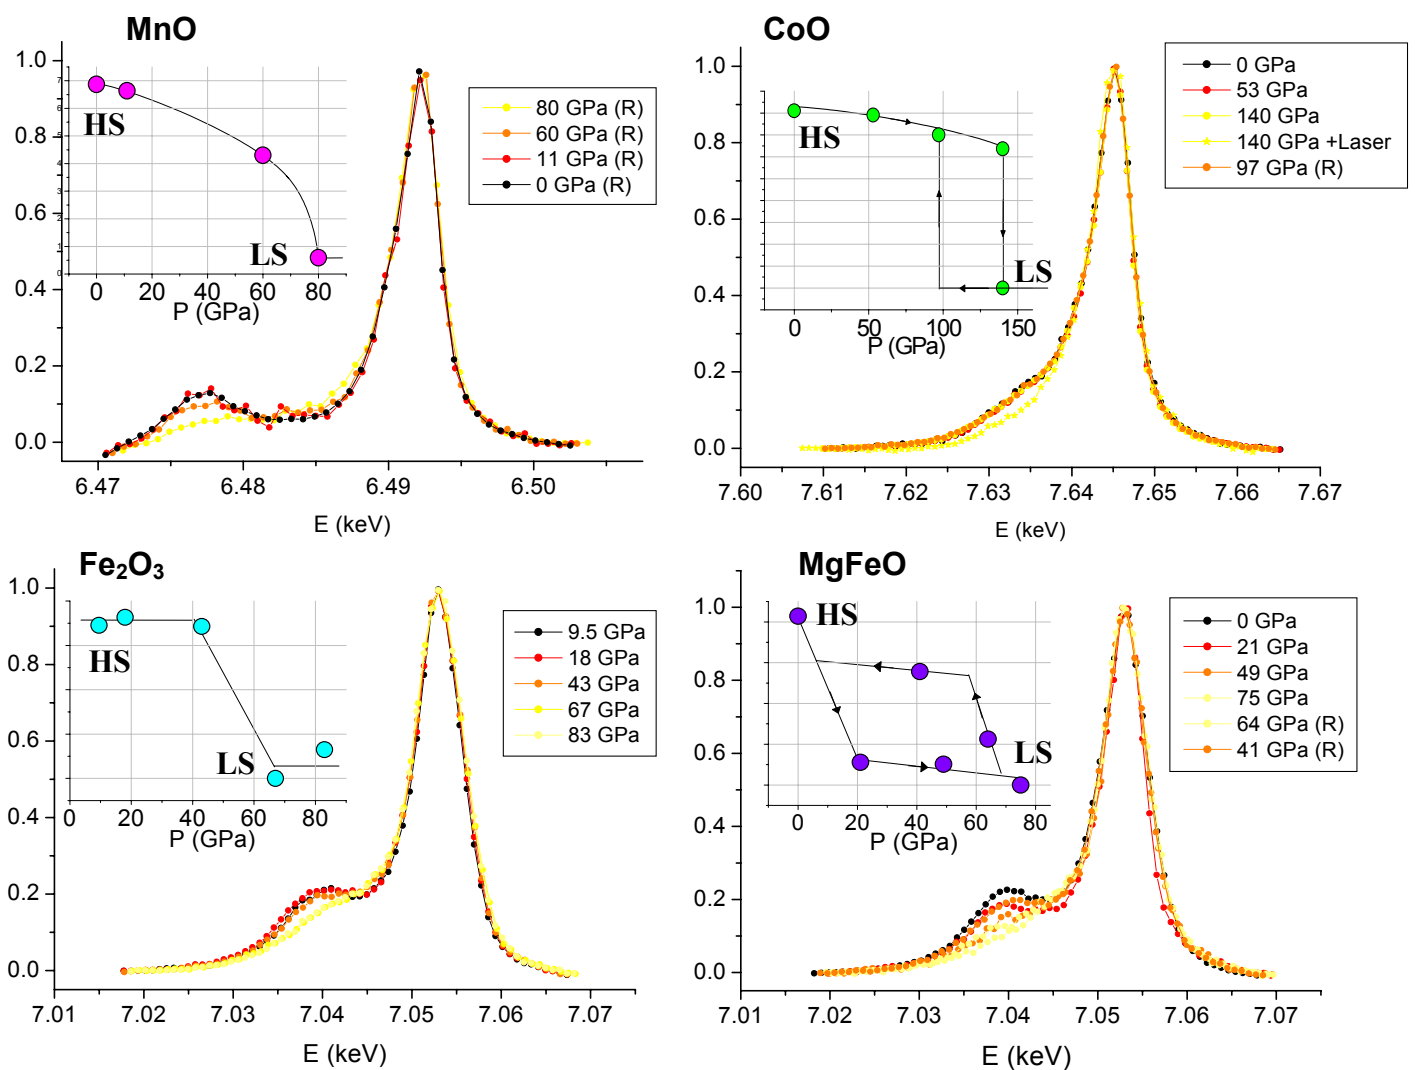 MnO
1.0
0.8
0.6
0.4
0.2
0.0
6.47 6.48 6.49 6.50
E (keV)
7
6
5
4
3
2
1
0
HS
LS
0 20 40 60 80
P (GPa)
80 GPa (R)
60 GPa (R)
11 GPa (R)
0 GPa (R)
CoO
1.0
0.8
0.6
0.4
0.2
0.0
7.60 7.61 7.62 7.63 7.64 7.65 7.66 7.67
E (keV)
HS
LS
0 50 100 150
P (GPa)
0 GPa
53 GPa
140 GPa
140 GPa +Laser
97 GPa (R)
Fe₂O₃
1.0
0.8
0.6
0.4
0.2
0.0
7.01 7.02 7.03 7.04 7.05 7.06 7.07
E (keV)
HS
LS
0 20 40 60 80
P (GPa)
9.5 GPa
18 GPa
43 GPa
67 GPa
83 GPa
MgFeO
1.0
0.8
0.6
0.4
0.2
0.0
7.01 7.02 7.03 7.04 7.05 7.06 7.07
E (keV)
HS
LS
0 20 40 60 80
P (GPa)
0 GPa
21 GPa
49 GPa
75 GPa
64 GPa (R)
41 GPa (R)